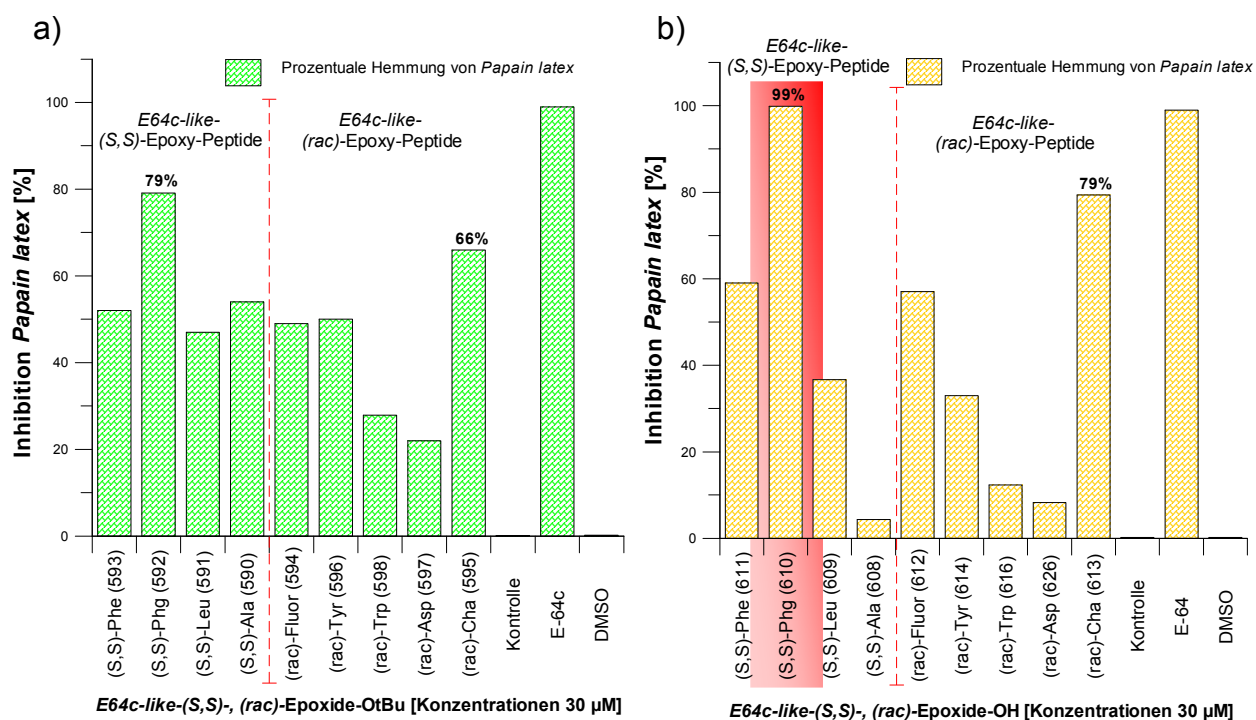 a)
Prozentuale Hemmung von Papain latex
E64c-like-
(S,S)-Epoxy-Peptide
E64c-like-
(rac)-Epoxy-Peptide
Inhibition Papain latex [%]
100
80
60
40
20
0
79%
66%
(S,S)-Phe (593)
(S,S)-Phg (592)
(S,S)-Leu (591)
(S,S)-Ala (590)
(rac)-Fluor (594)
(rac)-Tyr (596)
(rac)-Trp (598)
(rac)-Asp (597)
(rac)-Cha (595)
Kontrolle
E-64c
DMSO
E64c-like-(S,S)-, (rac)-Epoxide-OtBu [Konzentrationen 30 µM]
b)
E64c-like-
(S,S)-Epoxy-Peptide
Prozentuale Hemmung von Papain latex
E64c-like-
(rac)-Epoxy-Peptide
Inhibition Papain latex [%]
100
80
60
40
20
0
99%
79%
(S,S)-Phe (611)
(S,S)-Phg (610)
(S,S)-Leu (609)
(S,S)-Ala (608)
(rac)-Fluor (612)
(rac)-Tyr (614)
(rac)-Trp (616)
(rac)-Asp (626)
(rac)-Cha (613)
Kontrolle
E-64
DMSO
E64c-like-(S,S)-, (rac)-Epoxide-OH [Konzentrationen 30 µM]